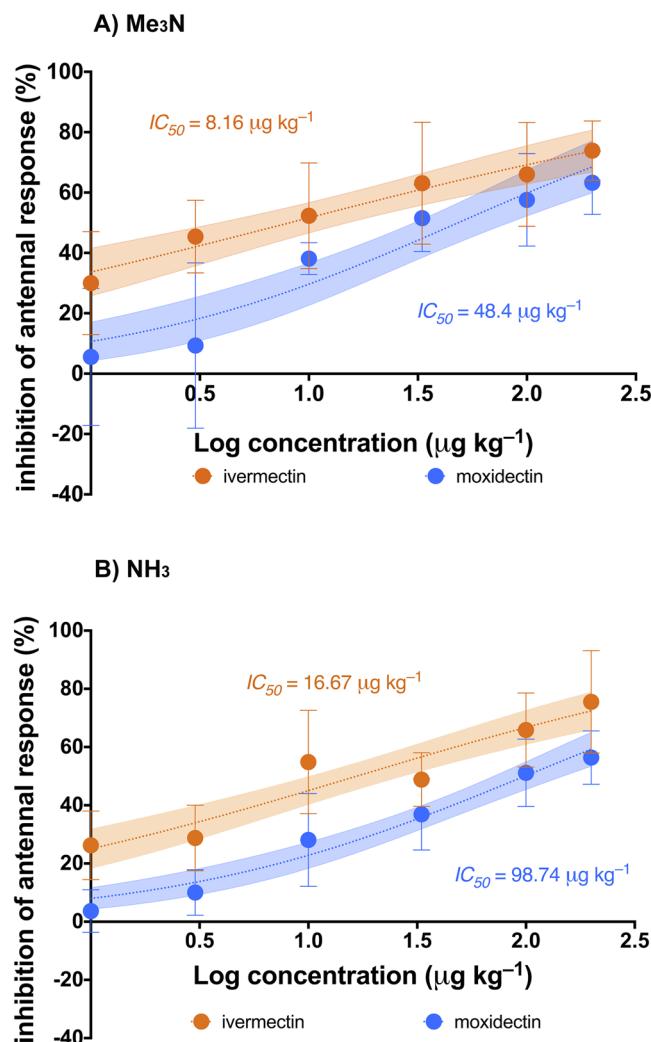 A) Me₃N
inhibition of antennal response (%)
100
80
60
40
20
0
-20
-40
IC₅₀ = 8.16 µg kg⁻¹
IC₅₀ = 48.4 µg kg⁻¹
0.5 1.0 1.5 2.0 2.5
Log concentration (µg kg⁻¹)
ivermectin moxidectin
B) NH₃
inhibition of antennal response (%)
100
80
60
40
20
0
-20
-40
IC₅₀ = 16.67 µg kg⁻¹
IC₅₀ = 98.74 µg kg⁻¹
0.5 1.0 1.5 2.0 2.5
Log concentration (µg kg⁻¹)
ivermectin moxidectin